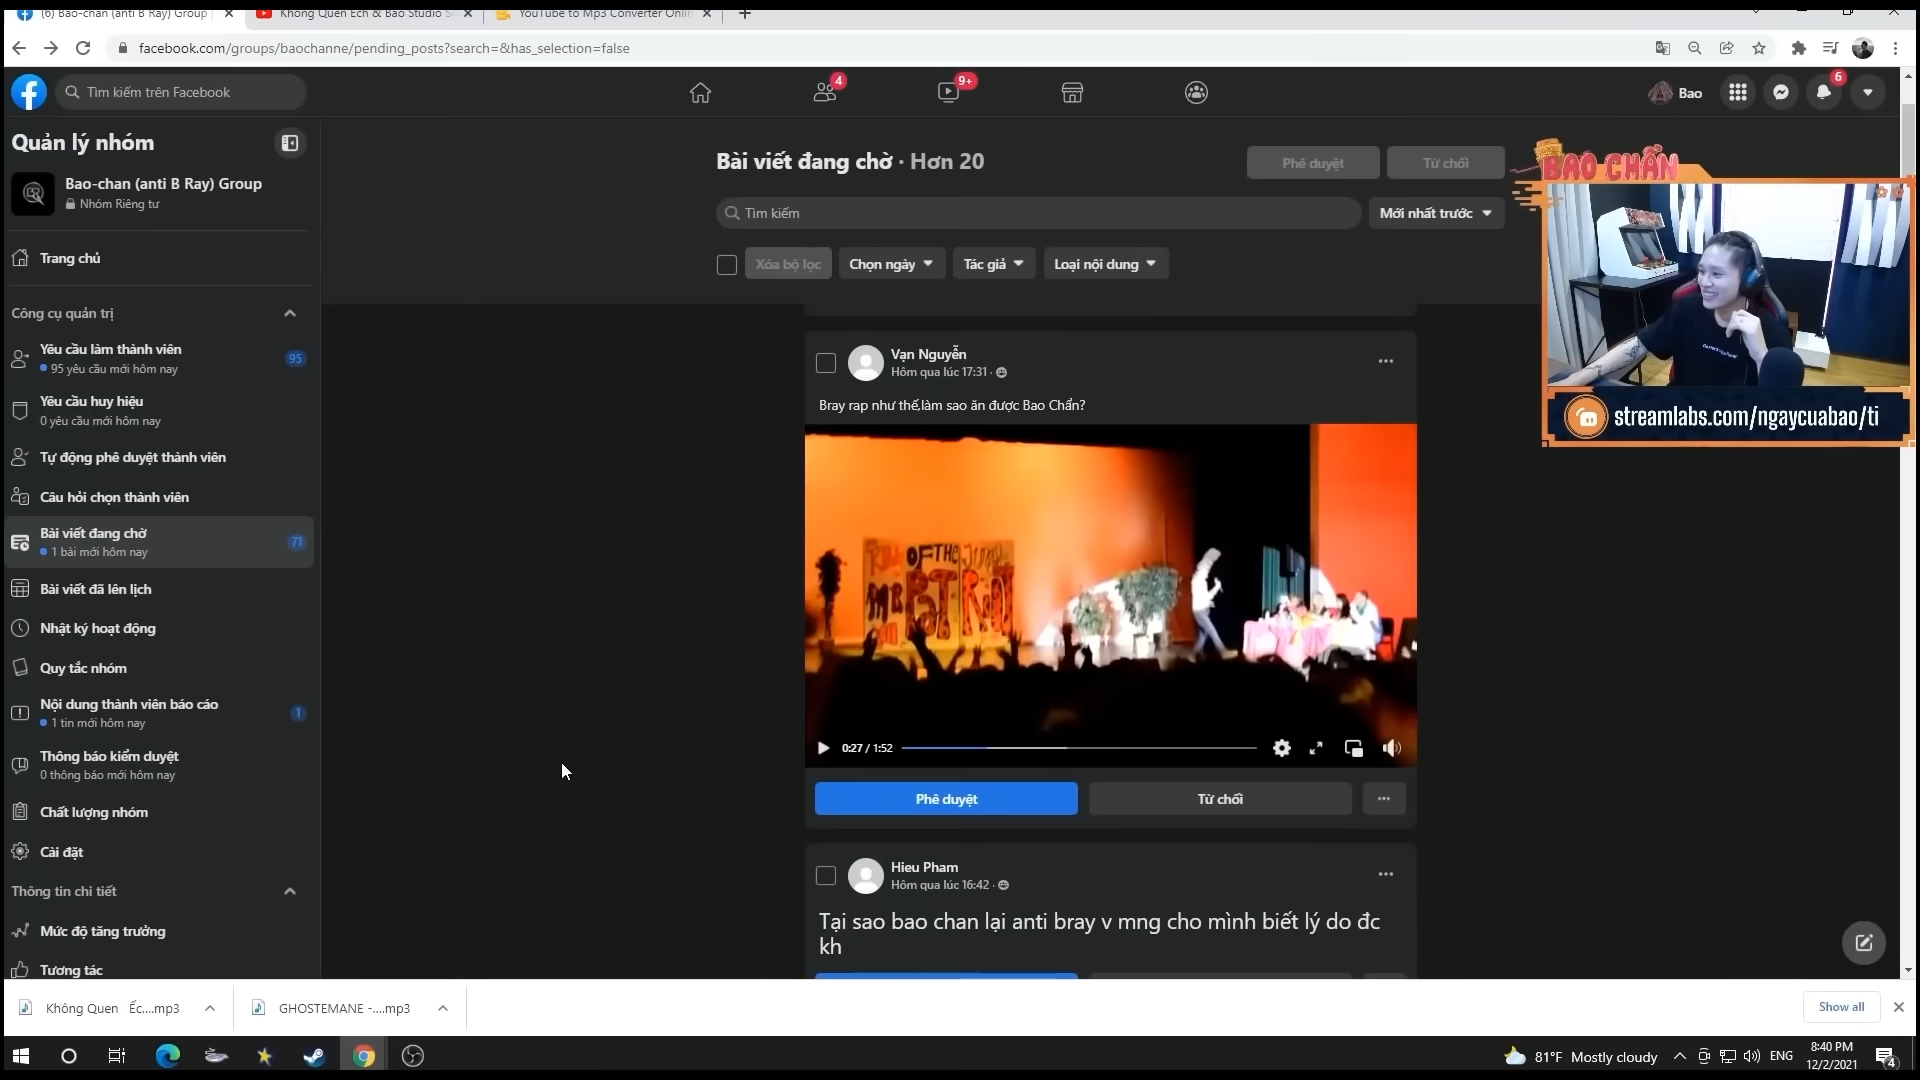 (6) Bao-chan (anti B Ray) Group
Không Quen Ếch & Bao Studio S
YouTube to Mp3 Converter Onlin
facebook.com/groups/baochanne/pending_posts?search=&has_selection=false
Tìm kiếm trên Facebook
4
9+
Bao
6
Quản lý nhóm
Bao-chan (anti B Ray) Group
Nhóm Riêng tư
Trang chủ
Công cụ quản trị
Yêu cầu làm thành viên
95 yêu cầu mới hôm nay
95
Yêu cầu huy hiệu
0 yêu cầu mới hôm nay
Tự động phê duyệt thành viên
Câu hỏi chọn thành viên
Bài viết đang chờ
1 bài mới hôm nay
71
Bài viết đã lên lịch
Nhật ký hoạt động
Quy tắc nhóm
Nội dung thành viên báo cáo
1 tin mới hôm nay
1
Thông báo kiểm duyệt
0 thông báo mới hôm nay
Chất lượng nhóm
Cài đặt
Thông tin chi tiết
Mức độ tăng trưởng
Tương tác
Bài viết đang chờ · Hơn 20
Phê duyệt
Từ chối
Tìm kiếm
Mới nhất trước
Xóa bộ lọc
Chọn ngày
Tác giả
Loại nội dung
BAO CHẨN
streamlabs.com/ngaycuabao/ti
Vạn Nguyễn
Hôm qua lúc 17:31
Bray rap như thế,làm sao ăn được Bao Chẩn?
OF THE
0:27 / 1:52
Phê duyệt
Từ chối
Hieu Pham
Hôm qua lúc 16:42
Tại sao bao chan lại anti bray v mng cho mình biết lý do đc
kh
Không Quen Ếc....mp3
GHOSTEMANE -....mp3
Show all
81°F Mostly cloudy
ENG
8:40 PM
12/2/2021
4